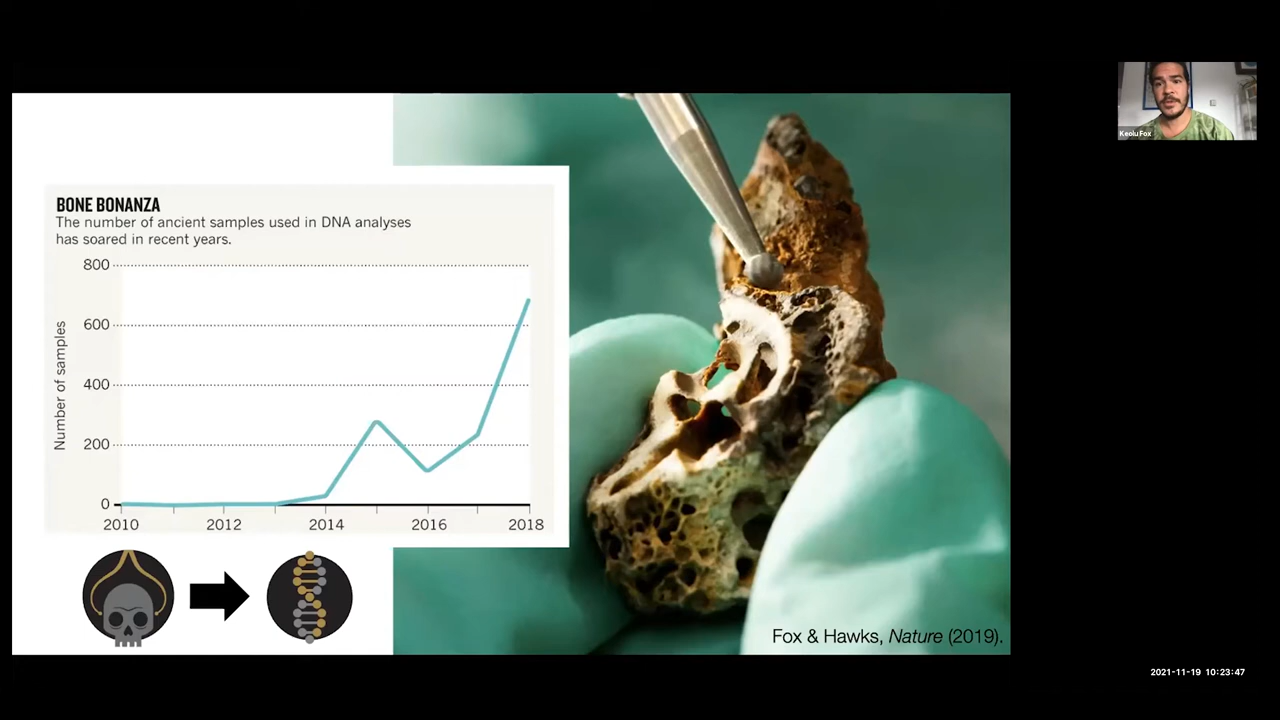 BONE BONANZA
The number of ancient samples used in DNA analyses
has soared in recent years.
Number of samples
800
600
400
200
0
2010
2012
2014
2016
2018
Fox & Hawks, Nature (2019).
Keolu Fox
2021-11-19 10:23:47